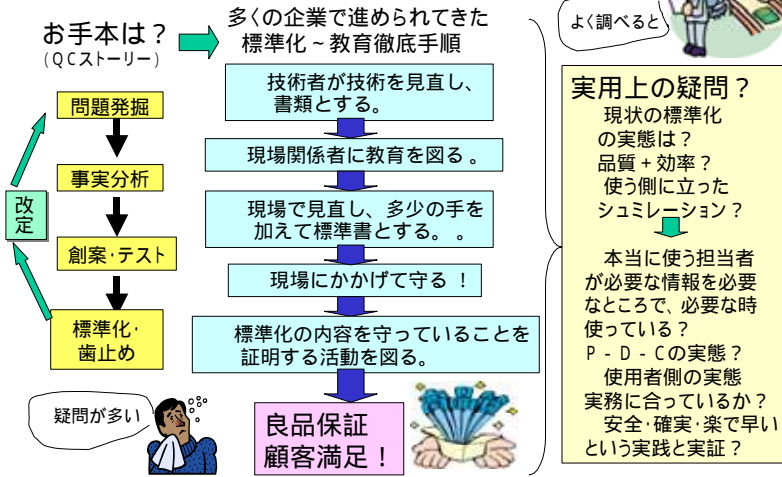 お手本は？
(ＱＣストーリー)
多くの企業で進められてきた
標準化～教育徹底手順
よく調べると
問題発掘
事実分析
創案・テスト
標準化・
歯止め
改
定
疑問が多い
技術者が技術を見直し、
書類とする。
現場関係者に教育を図る。
現場で見直し、多少の手を
加えて標準書とする。。
現場にかかげて守る！
標準化の内容を守っていることを
証明する活動を図る。
良品保証
顧客満足！
実用上の疑問？
現状の標準化
の実態は？
品質＋効率？
使う側に立った
シュミレーション？
本当に使う担当者
が必要な情報を必要
なところで、必要な時
使っている？
Ｐ-Ｄ-Ｃの実態？
使用者側の実態
実務に合っているか？
安全・確実・楽で早い
という実践と実証？